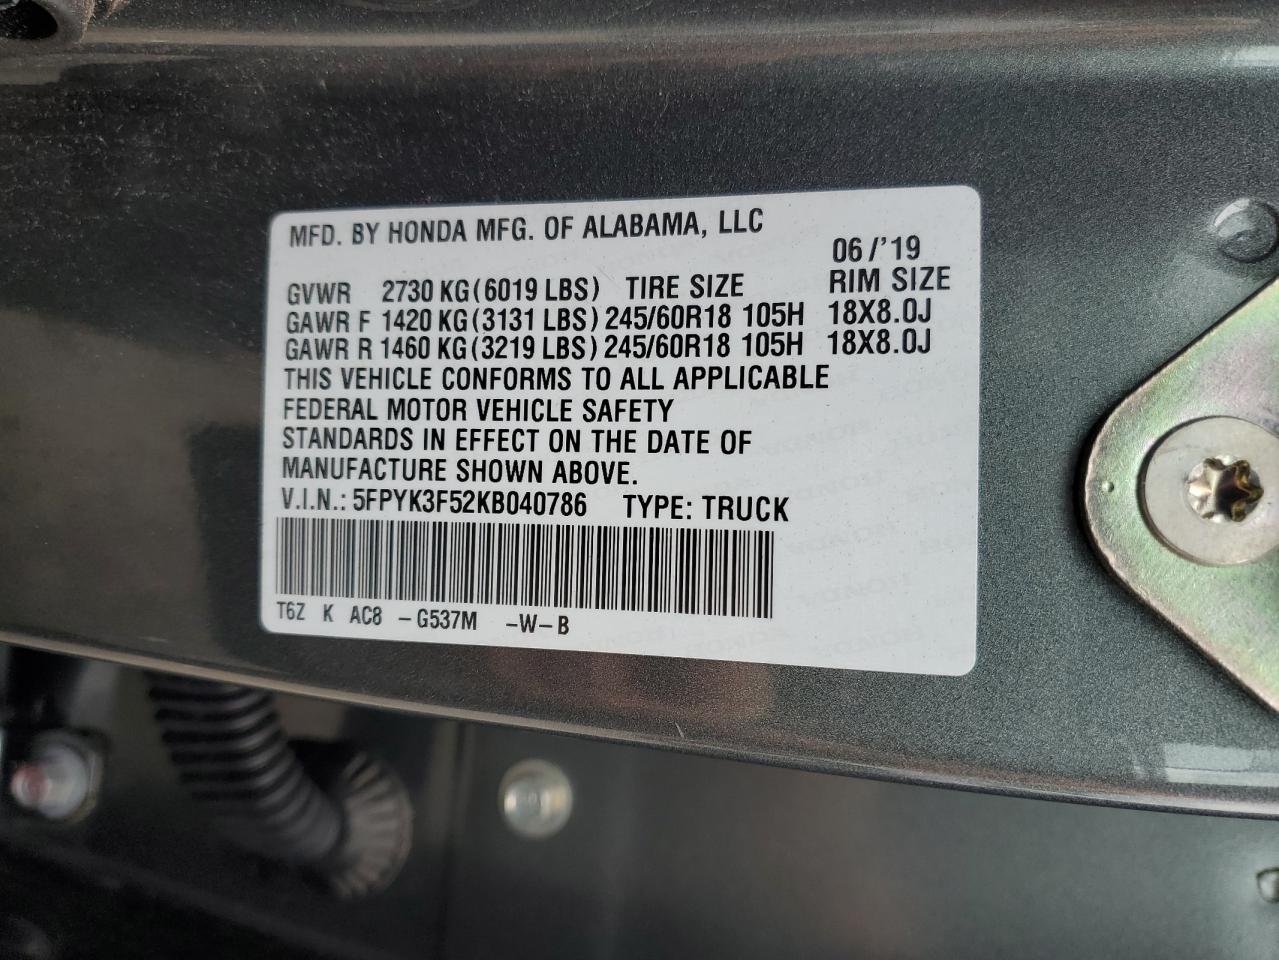 MFD. BY HONDA MFG. OF ALABAMA, LLC
06/'19
GVWR 2730 KG(6019 LBS) TIRE SIZE RIM SIZE
GAWR F 1420 KG(3131 LBS) 245/60R18 105H 18X8.0J
GAWR R 1460 KG(3219 LBS) 245/60R18 105H 18X8.0J
THIS VEHICLE CONFORMS TO ALL APPLICABLE
FEDERAL MOTOR VEHICLE SAFETY
STANDARDS IN EFFECT ON THE DATE OF
MANUFACTURE SHOWN ABOVE.
V.I.N.: 5FPYK3F52KB040786 TYPE: TRUCK
T6Z K AC8 -G537M -W-B